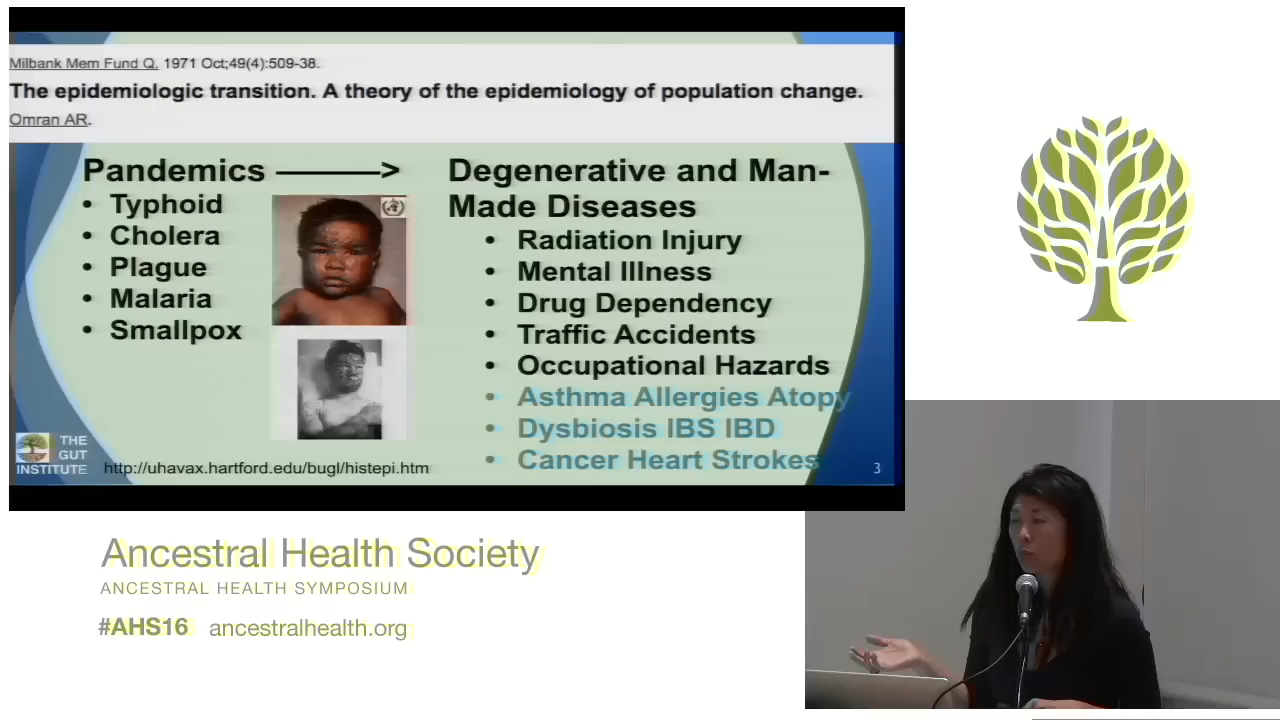 Milbank Mem Fund Q. 1971 Oct;49(4):509-38.
The epidemiologic transition. A theory of the epidemiology of population change.
Omran AR.
Pandemics ———>
• Typhoid
• Cholera
• Plague
• Malaria
• Smallpox
Degenerative and Man-
Made Diseases
• Radiation Injury
• Mental Illness
• Drug Dependency
• Traffic Accidents
• Occupational Hazards
• Asthma Allergies Atopy
• Dysbiosis IBS IBD
• Cancer Heart Strokes
THE
GUT
INSTITUTE
http://uhavax.hartford.edu/bugl/histepi.htm
3
Ancestral Health Society
ANCESTRAL HEALTH SYMPOSIUM
#AHS16 ancestralhealth.org